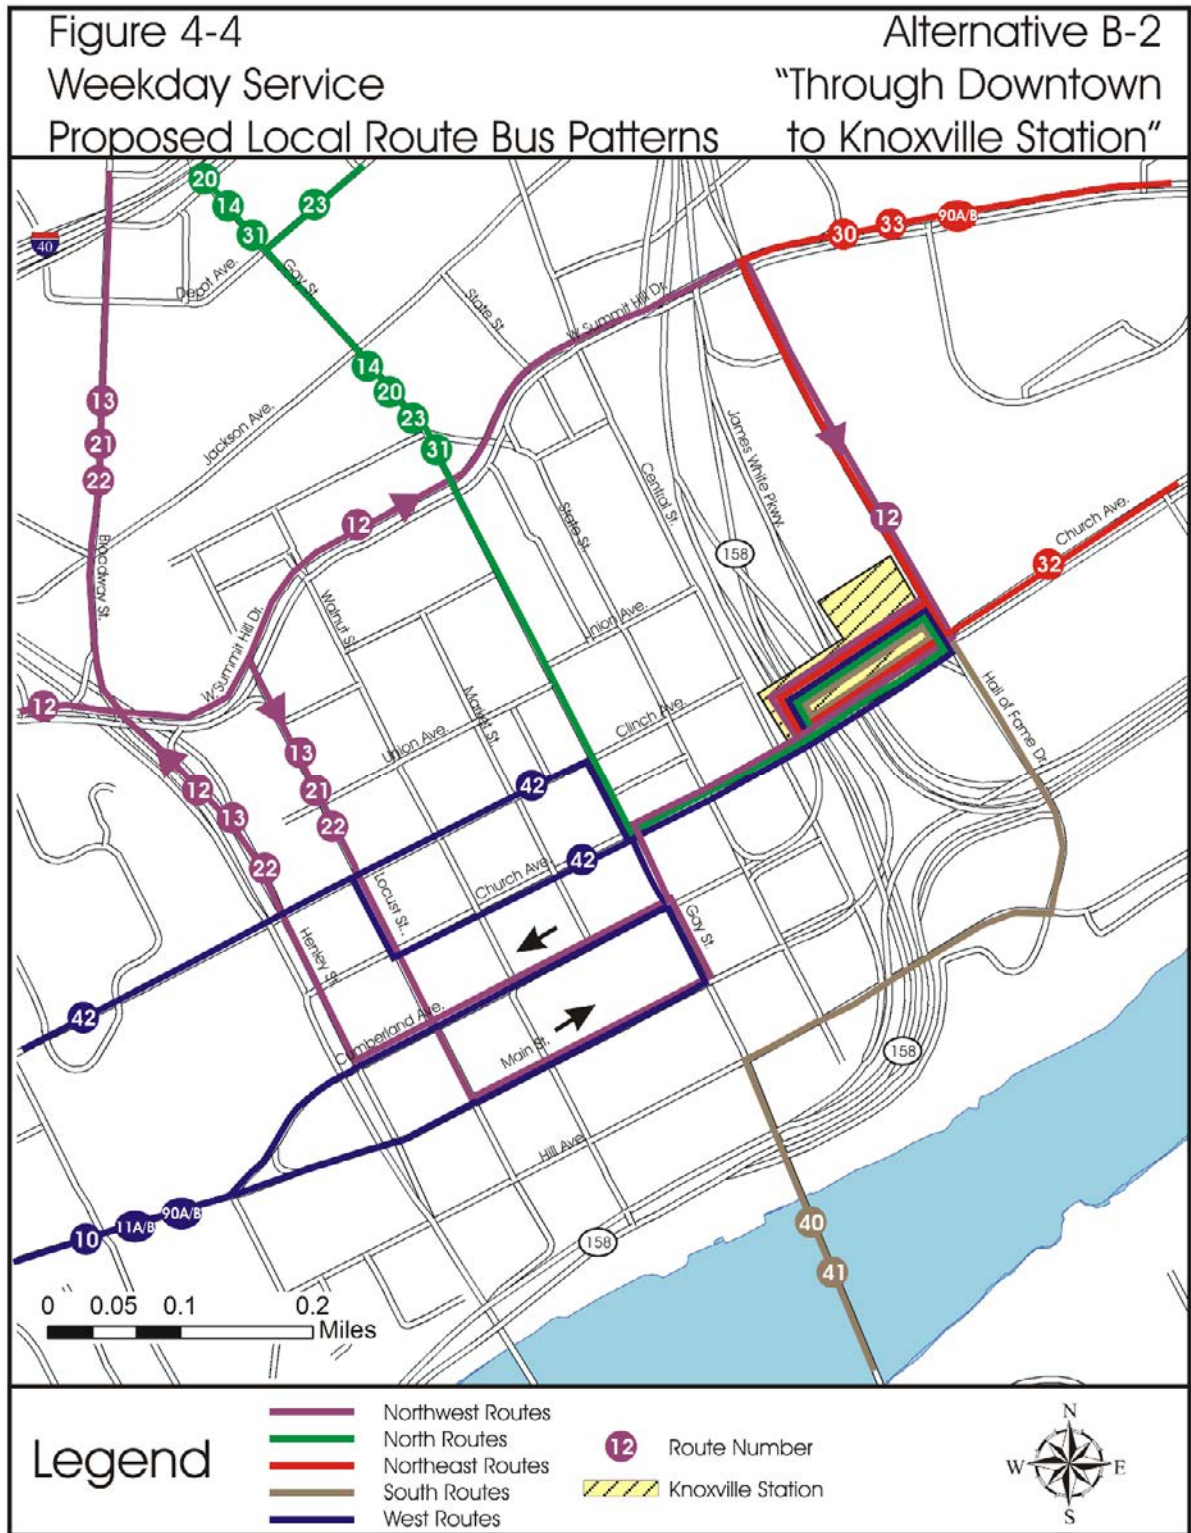 Figure 4-4
Alternative B-2
Weekday Service
"Through Downtown
Proposed Local Route Bus Patterns
to Knoxville Station"
20
14
23
31
30
33
90A/B
40
Depot Ave.
Gay St.
State St.
W. Summit Hill Dr.
14
20
23
31
13
21
22
Jackson Ave.
James White Pkwy.
Central St.
State St.
12
12
Church Ave.
158
32
Broadway St.
Walnut St.
Union Ave.
W. Summit Hill Dr.
Market St.
Hall of Fame Dr.
12
Clinch Ave.
Union Ave.
13
21
22
12
13
22
42
42
Church Ave.
Locust St.
Gay St.
Henley St.
42
Cumberland Ave.
Main St.
158
Hill Ave.
10
11A/B
90A/B
158
40
41
0 0.05 0.1 0.2
Miles
Legend
Northwest Routes
North Routes
Northeast Routes
South Routes
West Routes
12 Route Number
Knoxville Station
N
W E
S